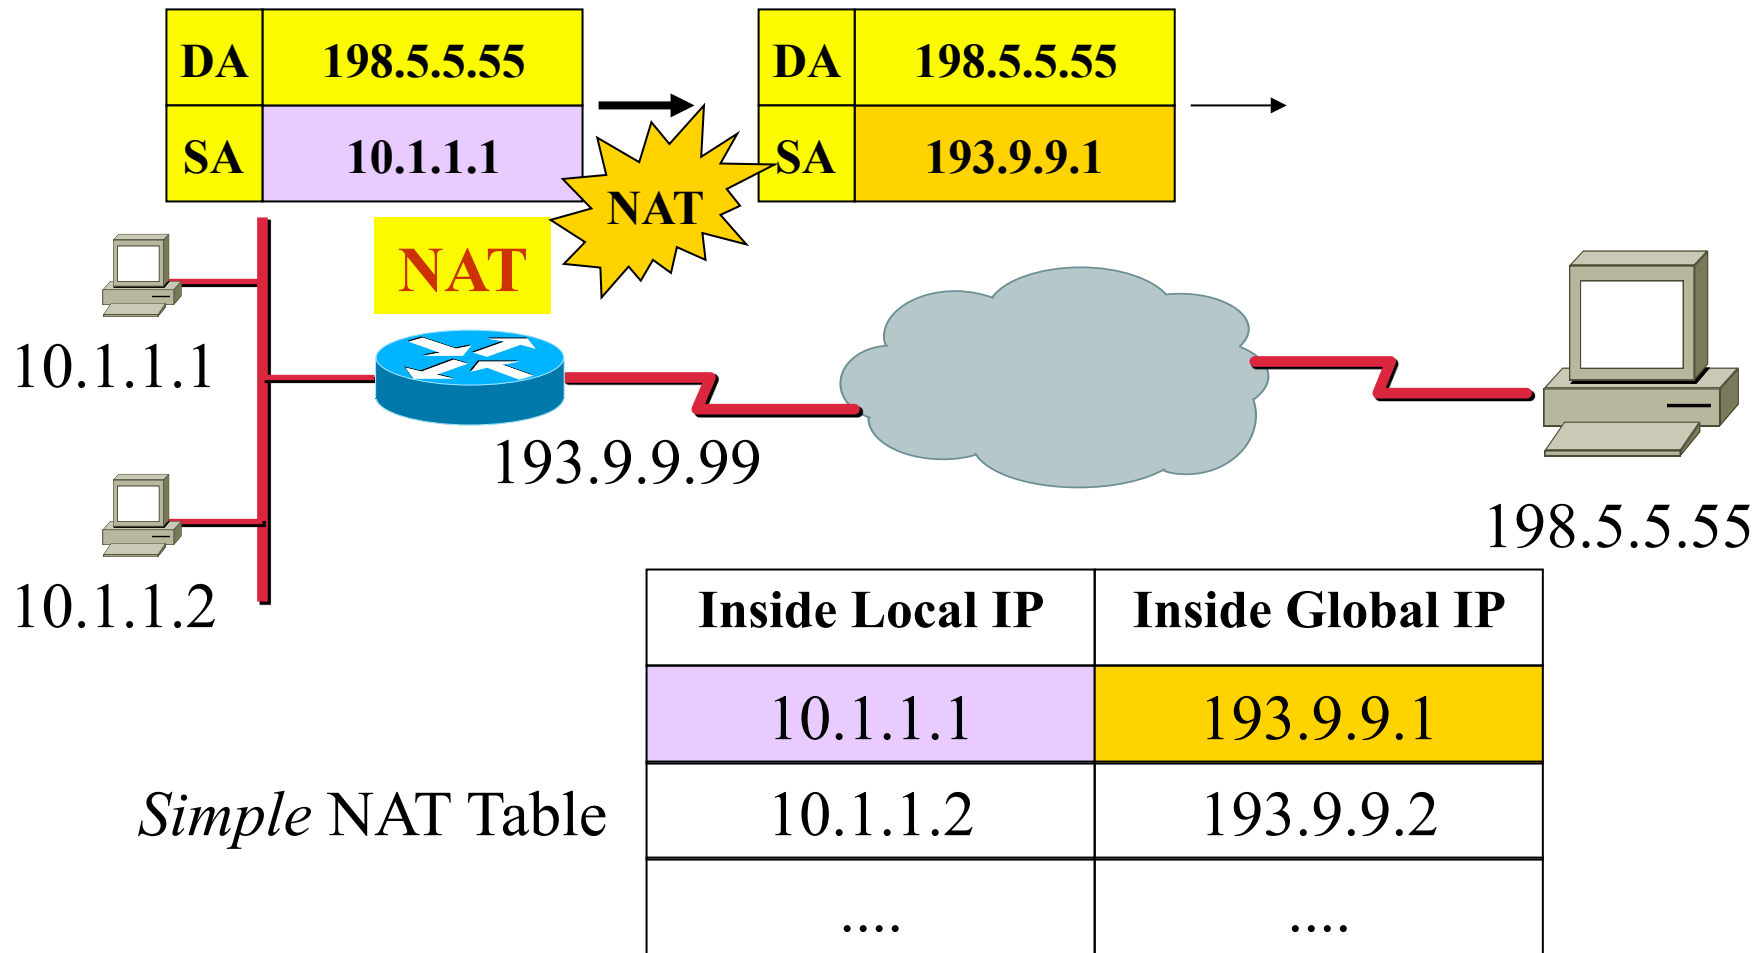 DA 198.5.5.55
SA 10.1.1.1
DA 198.5.5.55
SA 193.9.9.1
NAT
NAT
10.1.1.1
193.9.9.99
198.5.5.55
10.1.1.2
Inside Local IP Inside Global IP
10.1.1.1 193.9.9.1
Simple NAT Table
10.1.1.2 193.9.9.2
.... ....